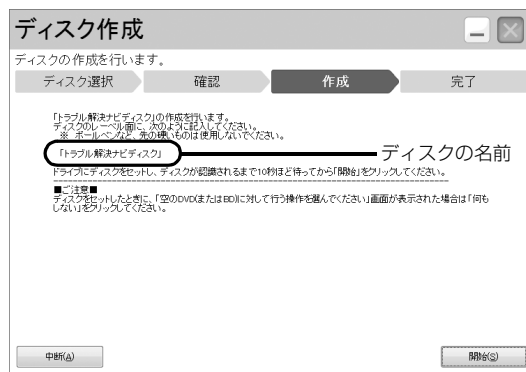 ディスク作成
ディスクの作成を行います。
ディスク選択
確認
作成
完了
「トラブル解決ナビディスク」の作成を行います。
ディスクのレーベル面に、次のように記入してください。
※ ボールペンなど、先の硬いものは使用しないでください。
「トラブル解決ナビディスク」
ディスクの名前
ドライブにディスクをセットし、ディスクが認識されるまで10秒ほど待ってから「開始」をクリックしてください。
■ご注意■
ディスクをセットしたときに、「空のDVD(またはBD)に対して行う操作を選んでください」画面が表示された場合は「何も
しない」をクリックしてください。
中断(A)
開始(S)